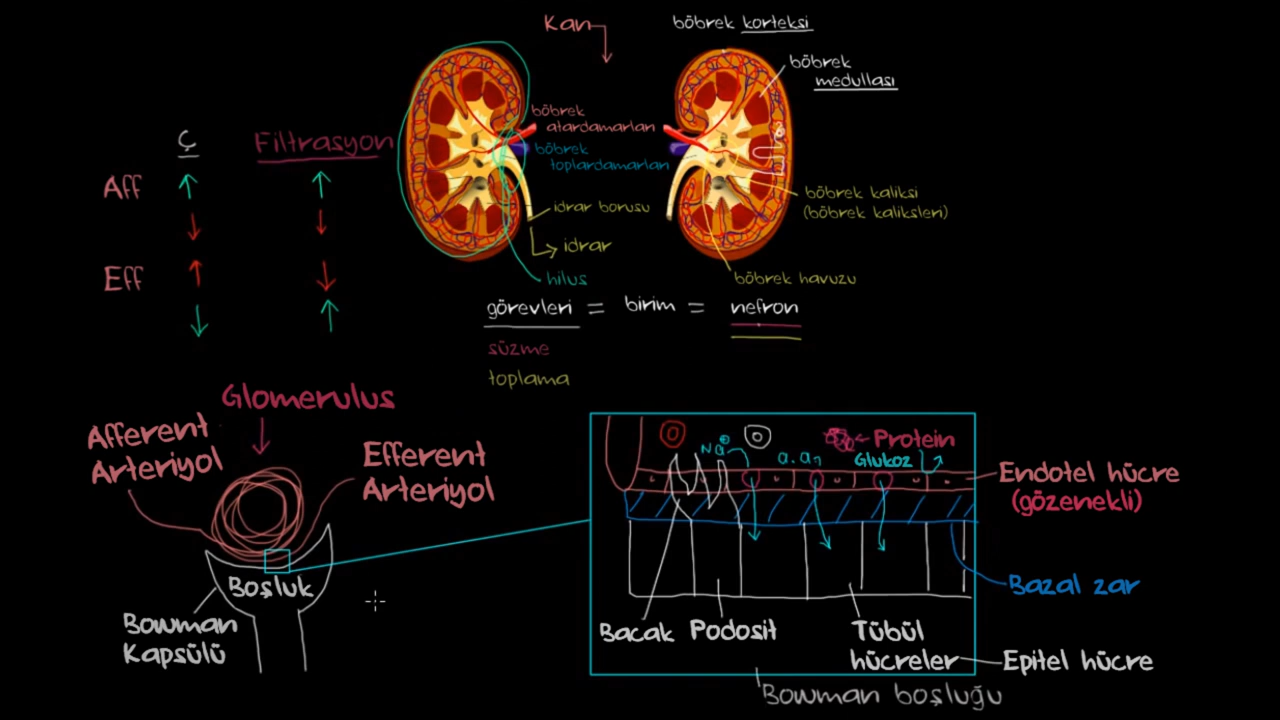 Kan
böbrek korteksi
böbrek
medullası
böbrek
atardamarları
böbrek
toplardamarları
idrar borusu
idrar
hilus
böbrek kaliksi
(böbrek kaliksleri)
böbrek havuzu
Ç Filtrasyon
Aff
Eff
görevleri = birim = nefron
süzme
toplama
Glomerulus
Afferent
Arteriyol
Efferent
Arteriyol
Boşluk
Bowman
Kapsülü
Na⊕
a.a.
Protein
Glukoz
Endotel hücre
(gözenekli)
Bazal zar
Bacak
Podosit
Tübül
hücreler
Epitel hücre
Bowman boşluğu